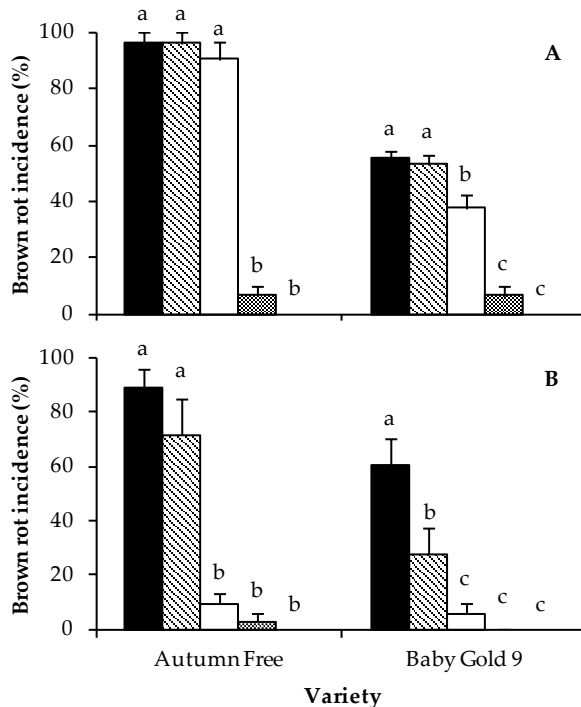 a a a
100
A
80
a a
60
b
40
20
b b
c c
0
Brown rot incidence (%)
a a
100
B
80
a
60
b
40
20
b b b
c c c
0
Brown rot incidence (%)
Autumn Free Baby Gold 9
Variety